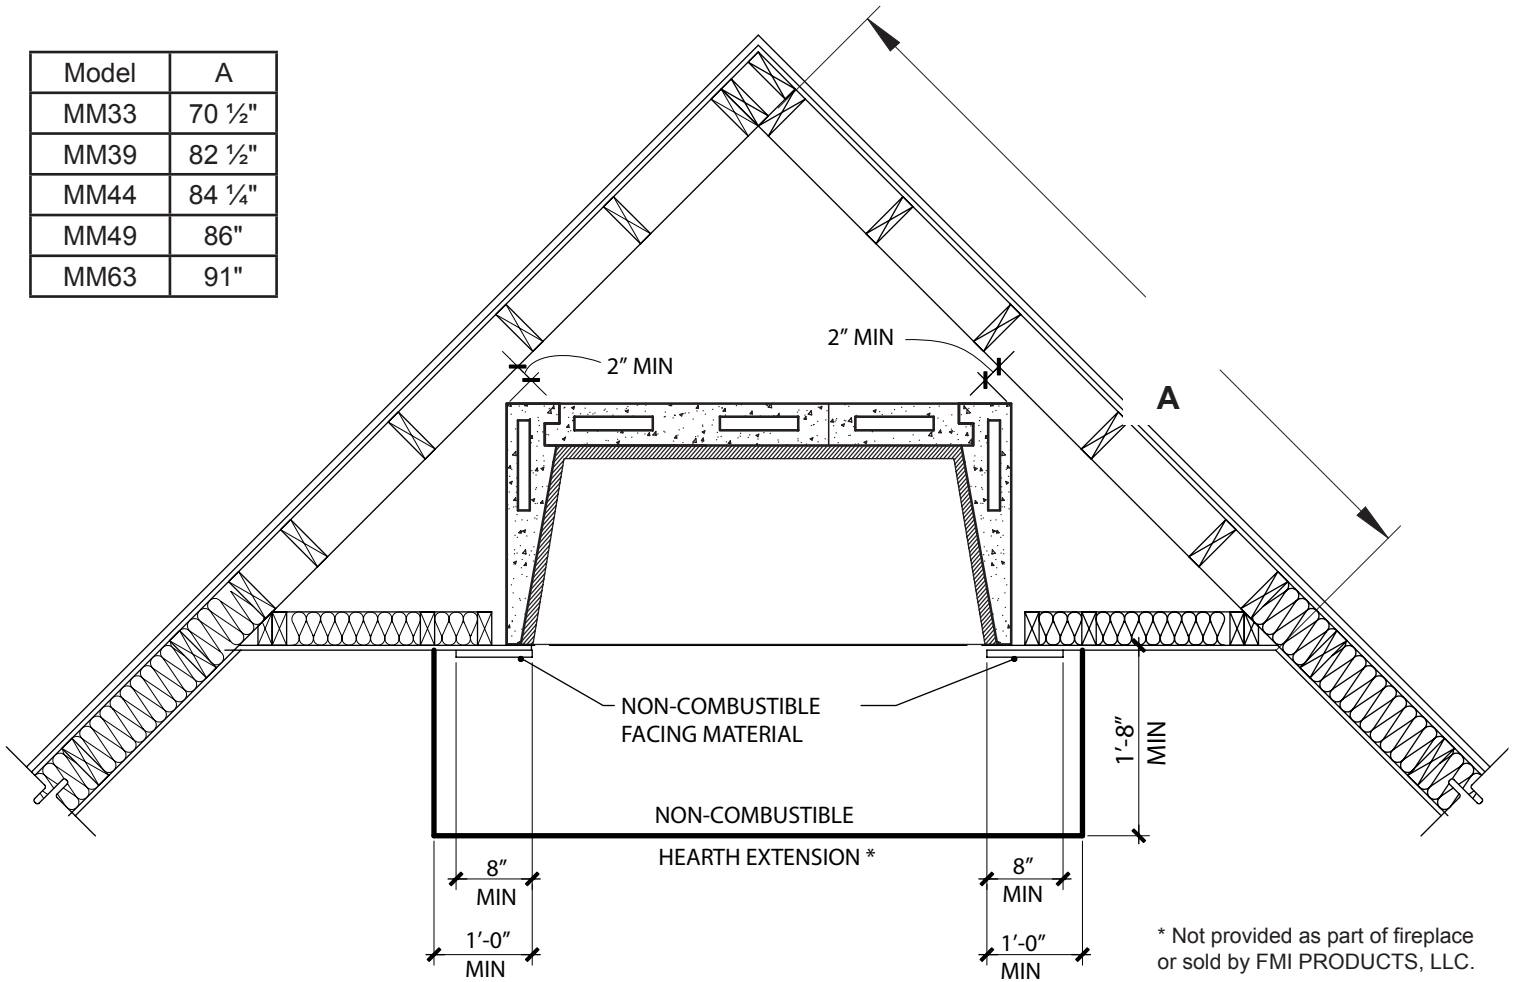 Model A
MM33 70 ½"
MM39 82 ½"
MM44 84 ¼"
MM49 86"
MM63 91"
2” MIN
2” MIN
A
NON-COMBUSTIBLE
FACING MATERIAL
1’-8”
MIN
NON-COMBUSTIBLE
HEARTH EXTENSION *
8”
MIN
8”
MIN
1’-0”
MIN
1’-0”
MIN
* Not provided as part of fireplace
or sold by FMI PRODUCTS, LLC.